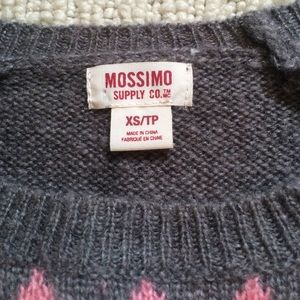 MOSSIMO
SUPPLY CO.™
XS/TP
MADE IN CHINA
FABRIQUÉ EN CHINE